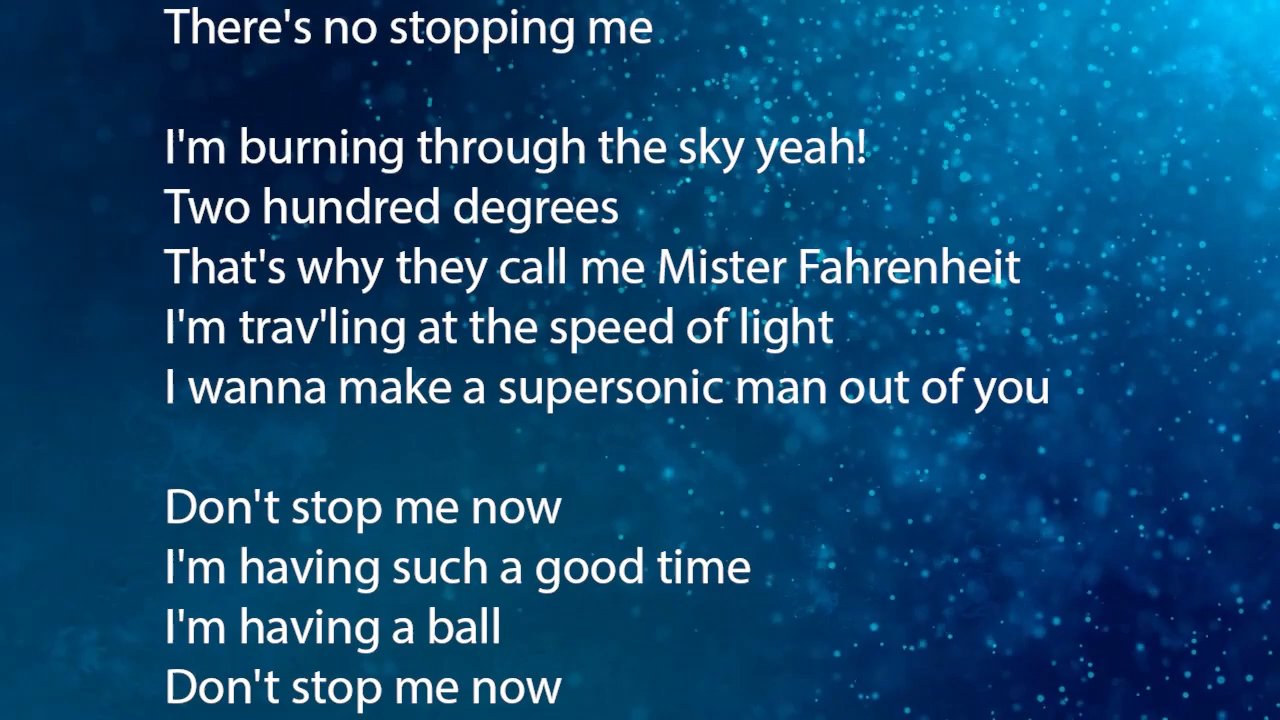 There's no stopping me
I'm burning through the sky yeah!
Two hundred degrees
That's why they call me Mister Fahrenheit
I'm trav'ling at the speed of light
I wanna make a supersonic man out of you
Don't stop me now
I'm having such a good time
I'm having a ball
Don't stop me now